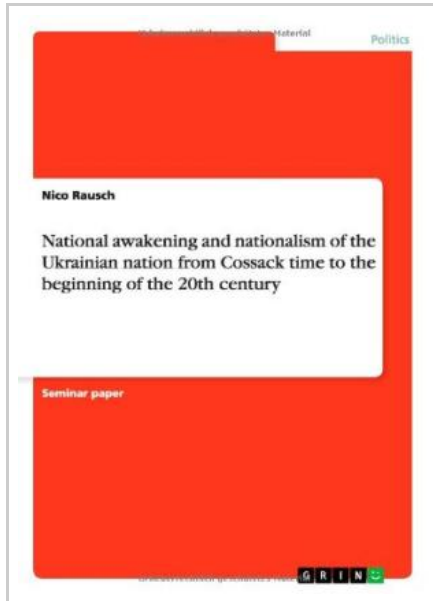 Politics
Nico Rausch
National awakening and nationalism of the
Ukrainian nation from Cossack time to the
beginning of the 20th century
Seminar paper
GRIN